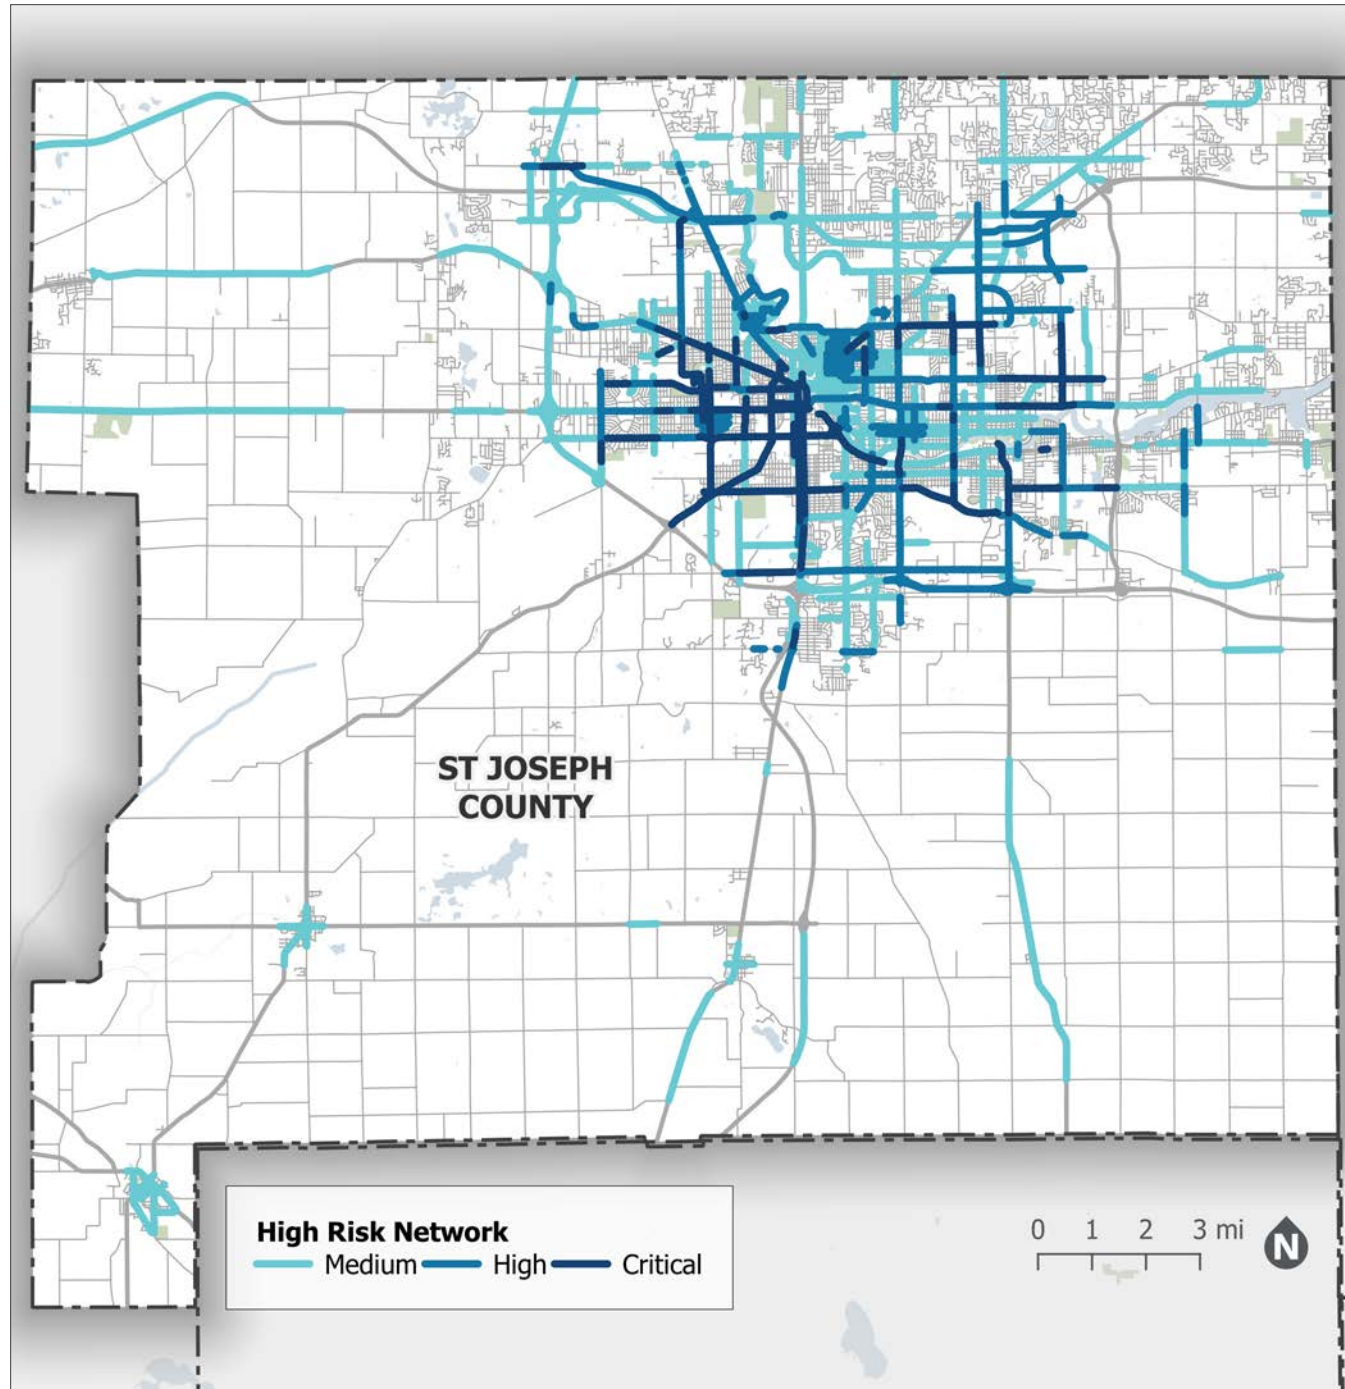 ST JOSEPH
COUNTY
High Risk Network
Medium High Critical
0 1 2 3 mi
N